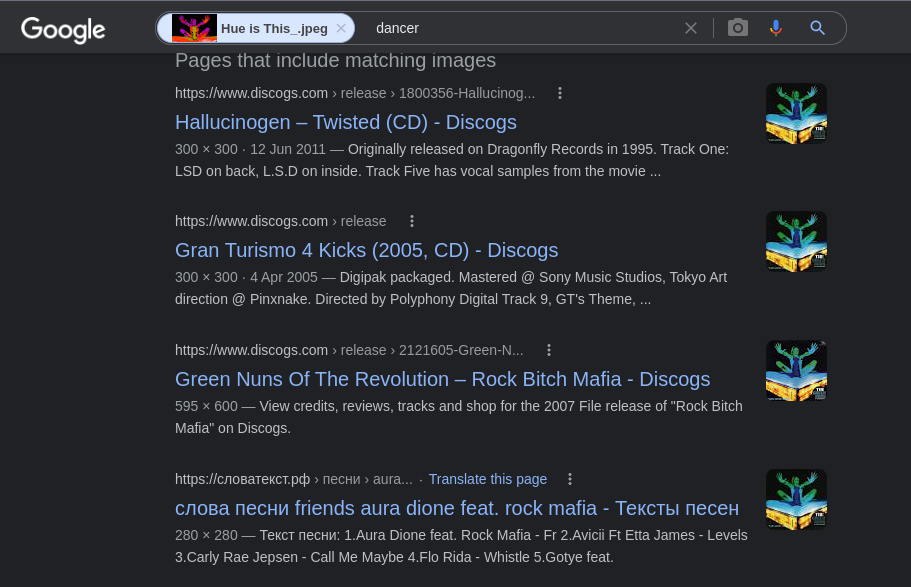 Google
Hue is This_.jpeg
dancer
Pages that include matching images
https://www.discogs.com › release › 1800356-Hallucinog...
Hallucinogen – Twisted (CD) - Discogs
300 × 300 · 12 Jun 2011 — Originally released on Dragonfly Records in 1995. Track One:
LSD on back, L.S.D on inside. Track Five has vocal samples from the movie ...
https://www.discogs.com › release
Gran Turismo 4 Kicks (2005, CD) - Discogs
300 × 300 · 4 Apr 2005 — Digipak packaged. Mastered @ Sony Music Studios, Tokyo Art
direction @ Pinxnake. Directed by Polyphony Digital Track 9, GT's Theme, ...
https://www.discogs.com › release › 2121605-Green-N...
Green Nuns Of The Revolution – Rock Bitch Mafia - Discogs
595 × 600 — View credits, reviews, tracks and shop for the 2007 File release of "Rock Bitch
Mafia" on Discogs.
https://словатекст.рф › песни › aura... · Translate this page
слова песни friends aura dione feat. rock mafia - Тексты песен
280 × 280 — Текст песни: 1.Aura Dione feat. Rock Mafia - Fr 2.Avicii Ft Etta James - Levels
3.Carly Rae Jepsen - Call Me Maybe 4.Flo Rida - Whistle 5.Gotye feat.